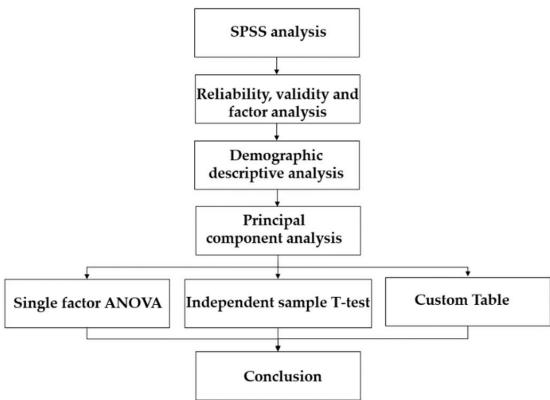 SPSS analysis
Reliability, validity and
factor analysis
Demographic
descriptive analysis
Principal
component analysis
Single factor ANOVA
Independent sample T-test
Custom Table
Conclusion